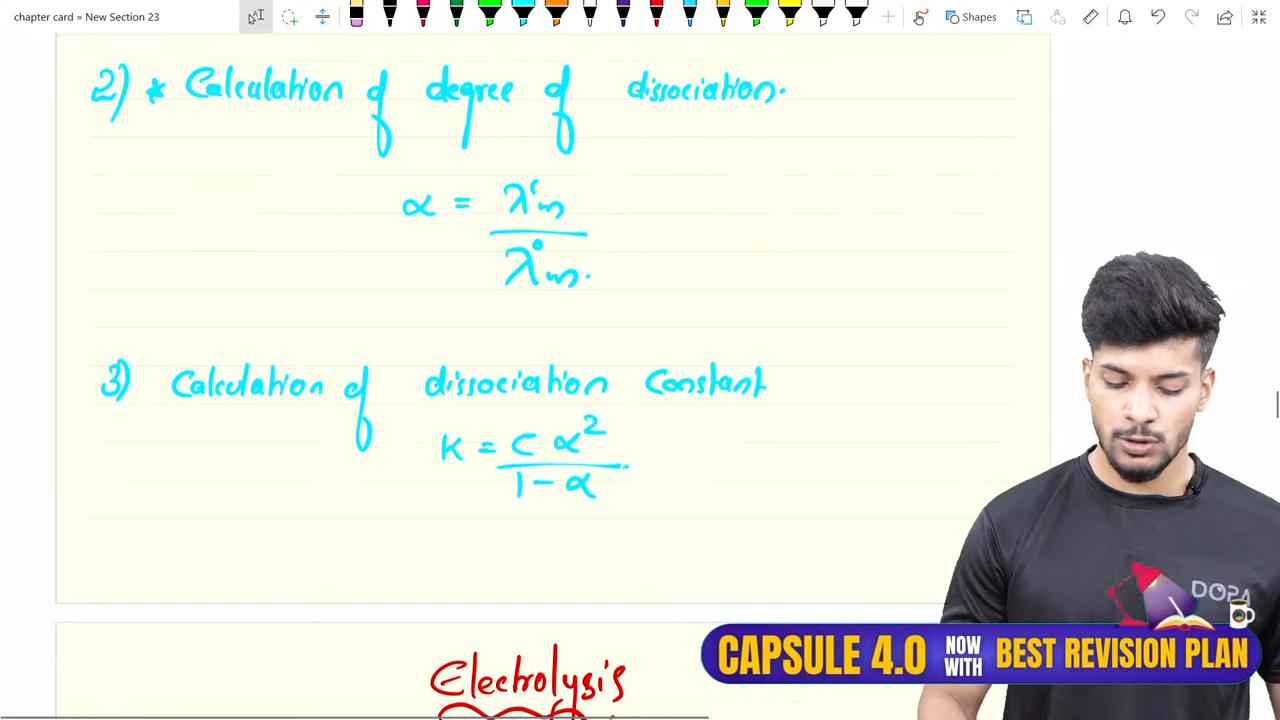 chapter card » New Section 23
Shapes
2) * Calculation of degree of dissociation.
α = λᶜm / λ°m.
3) Calculation of dissociation Constant
K = C α² / 1 - α
DOPA
CAPSULE 4.0 NOW WITH BEST REVISION PLAN
Electrolysis